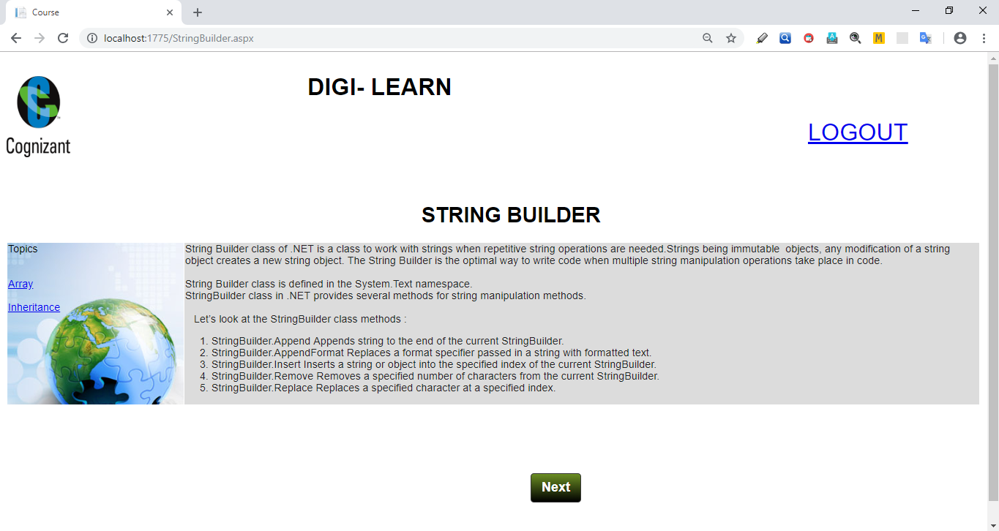 Course
localhost:1775/StringBuilder.aspx
M
DIGI- LEARN
Cognizant
LOGOUT
STRING BUILDER
Topics
Array
Inheritance
String Builder class of .NET is a class to work with strings when repetitive string operations are needed.Strings being immutable  objects, any modification of a string
object creates a new string object. The String Builder is the optimal way to write code when multiple string manipulation operations take place in code.
String Builder class is defined in the System.Text namespace.
StringBuilder class in .NET provides several methods for string manipulation methods.
Let's look at the StringBuilder class methods :
1. StringBuilder.Append Appends string to the end of the current StringBuilder.
2. StringBuilder.AppendFormat Replaces a format specifier passed in a string with formatted text.
3. StringBuilder.Insert Inserts a string or object into the specified index of the current StringBuilder.
4. StringBuilder.Remove Removes a specified number of characters from the current StringBuilder.
5. StringBuilder.Replace Replaces a specified character at a specified index.
Next